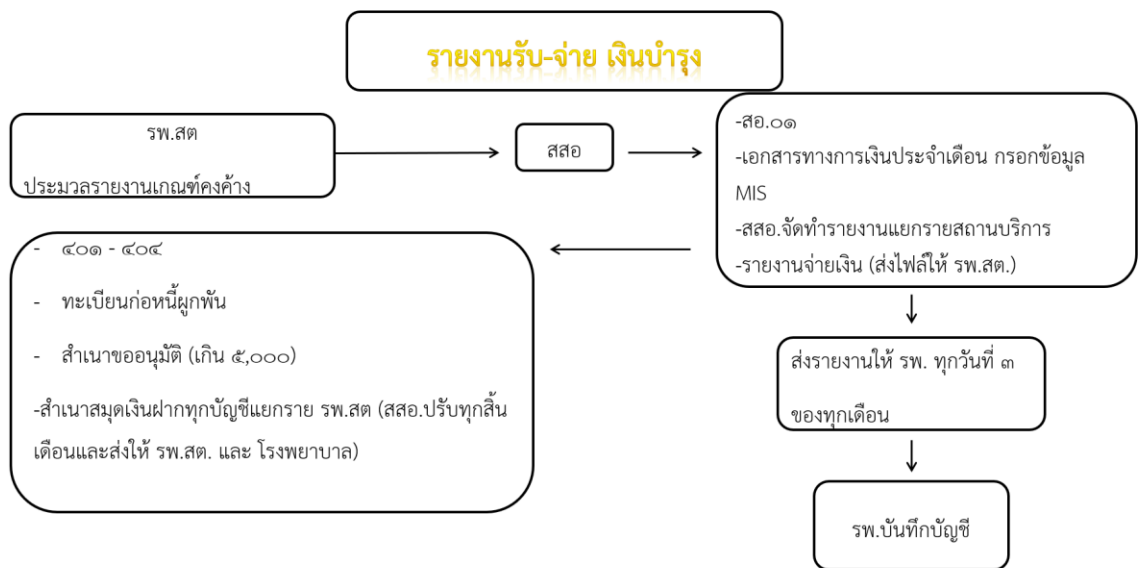 รายงานรับ-จ่าย เงินบำรุง
รพ.สต
ประมวลรายงานเกณฑ์คงค้าง
สสอ
-สอ.๐๑
-เอกสารทางการเงินประจำเดือน กรอกข้อมูล
MIS
-สสอ.จัดทำรายงานแยกรายสถานบริการ
-รายงานจ่ายเงิน (ส่งไฟล์ให้ รพ.สต.)
- ๔๐๑ - ๔๐๔
- ทะเบียนก่อหนี้ผูกพัน
- สำเนาขออนุมัติ (เกิน ๕,๐๐๐)
-สำเนาสมุดเงินฝากทุกบัญชีแยกราย รพ.สต (สสอ.ปรับทุกสิ้น
เดือนและส่งให้ รพ.สต. และ โรงพยาบาล)
ส่งรายงานให้ รพ. ทุกวันที่ ๓
ของทุกเดือน
รพ.บันทึกบัญชี